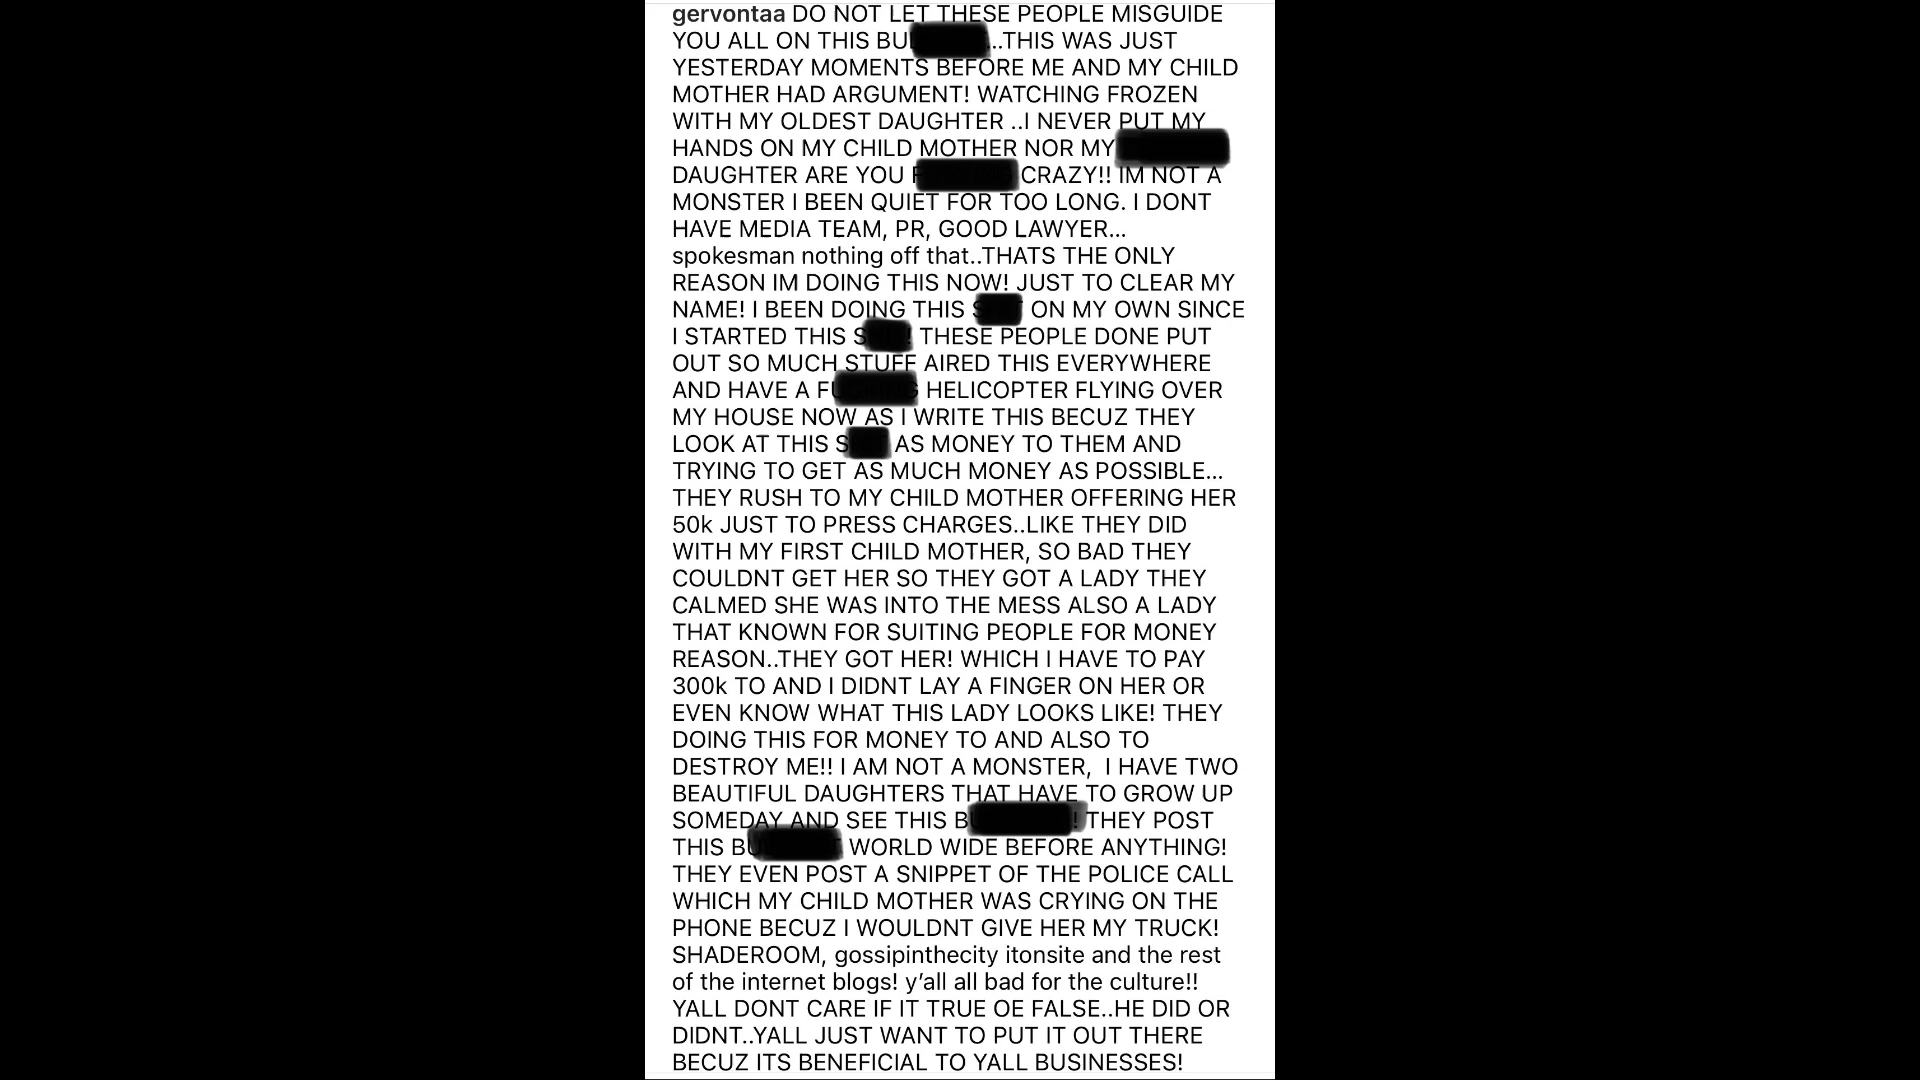 gervontaa DO NOT LET THESE PEOPLE MISGUIDE
YOU ALL ON THIS BU ...THIS WAS JUST
YESTERDAY MOMENTS BEFORE ME AND MY CHILD
MOTHER HAD ARGUMENT! WATCHING FROZEN
WITH MY OLDEST DAUGHTER ..I NEVER PUT MY
HANDS ON MY CHILD MOTHER NOR MY
DAUGHTER ARE YOU F CRAZY!! IM NOT A
MONSTER I BEEN QUIET FOR TOO LONG. I DONT
HAVE MEDIA TEAM, PR, GOOD LAWYER...
spokesman nothing off that..THATS THE ONLY
REASON IM DOING THIS NOW! JUST TO CLEAR MY
NAME! I BEEN DOING THIS S ON MY OWN SINCE
I STARTED THIS S ! THESE PEOPLE DONE PUT
OUT SO MUCH STUFF AIRED THIS EVERYWHERE
AND HAVE A FU G HELICOPTER FLYING OVER
MY HOUSE NOW AS I WRITE THIS BECUZ THEY
LOOK AT THIS S AS MONEY TO THEM AND
TRYING TO GET AS MUCH MONEY AS POSSIBLE...
THEY RUSH TO MY CHILD MOTHER OFFERING HER
50k JUST TO PRESS CHARGES..LIKE THEY DID
WITH MY FIRST CHILD MOTHER, SO BAD THEY
COULDNT GET HER SO THEY GOT A LADY THEY
CALMED SHE WAS INTO THE MESS ALSO A LADY
THAT KNOWN FOR SUITING PEOPLE FOR MONEY
REASON..THEY GOT HER! WHICH I HAVE TO PAY
300k TO AND I DIDNT LAY A FINGER ON HER OR
EVEN KNOW WHAT THIS LADY LOOKS LIKE! THEY
DOING THIS FOR MONEY TO AND ALSO TO
DESTROY ME!! I AM NOT A MONSTER, I HAVE TWO
BEAUTIFUL DAUGHTERS THAT HAVE TO GROW UP
SOMEDAY AND SEE THIS B ! THEY POST
THIS BU WORLD WIDE BEFORE ANYTHING!
THEY EVEN POST A SNIPPET OF THE POLICE CALL
WHICH MY CHILD MOTHER WAS CRYING ON THE
PHONE BECUZ I WOULDNT GIVE HER MY TRUCK!
SHADEROOM, gossipinthecity itonsite and the rest
of the internet blogs! y’all all bad for the culture!!
YALL DONT CARE IF IT TRUE OE FALSE..HE DID OR
DIDNT..YALL JUST WANT TO PUT IT OUT THERE
BECUZ ITS BENEFICIAL TO YALL BUSINESSES!